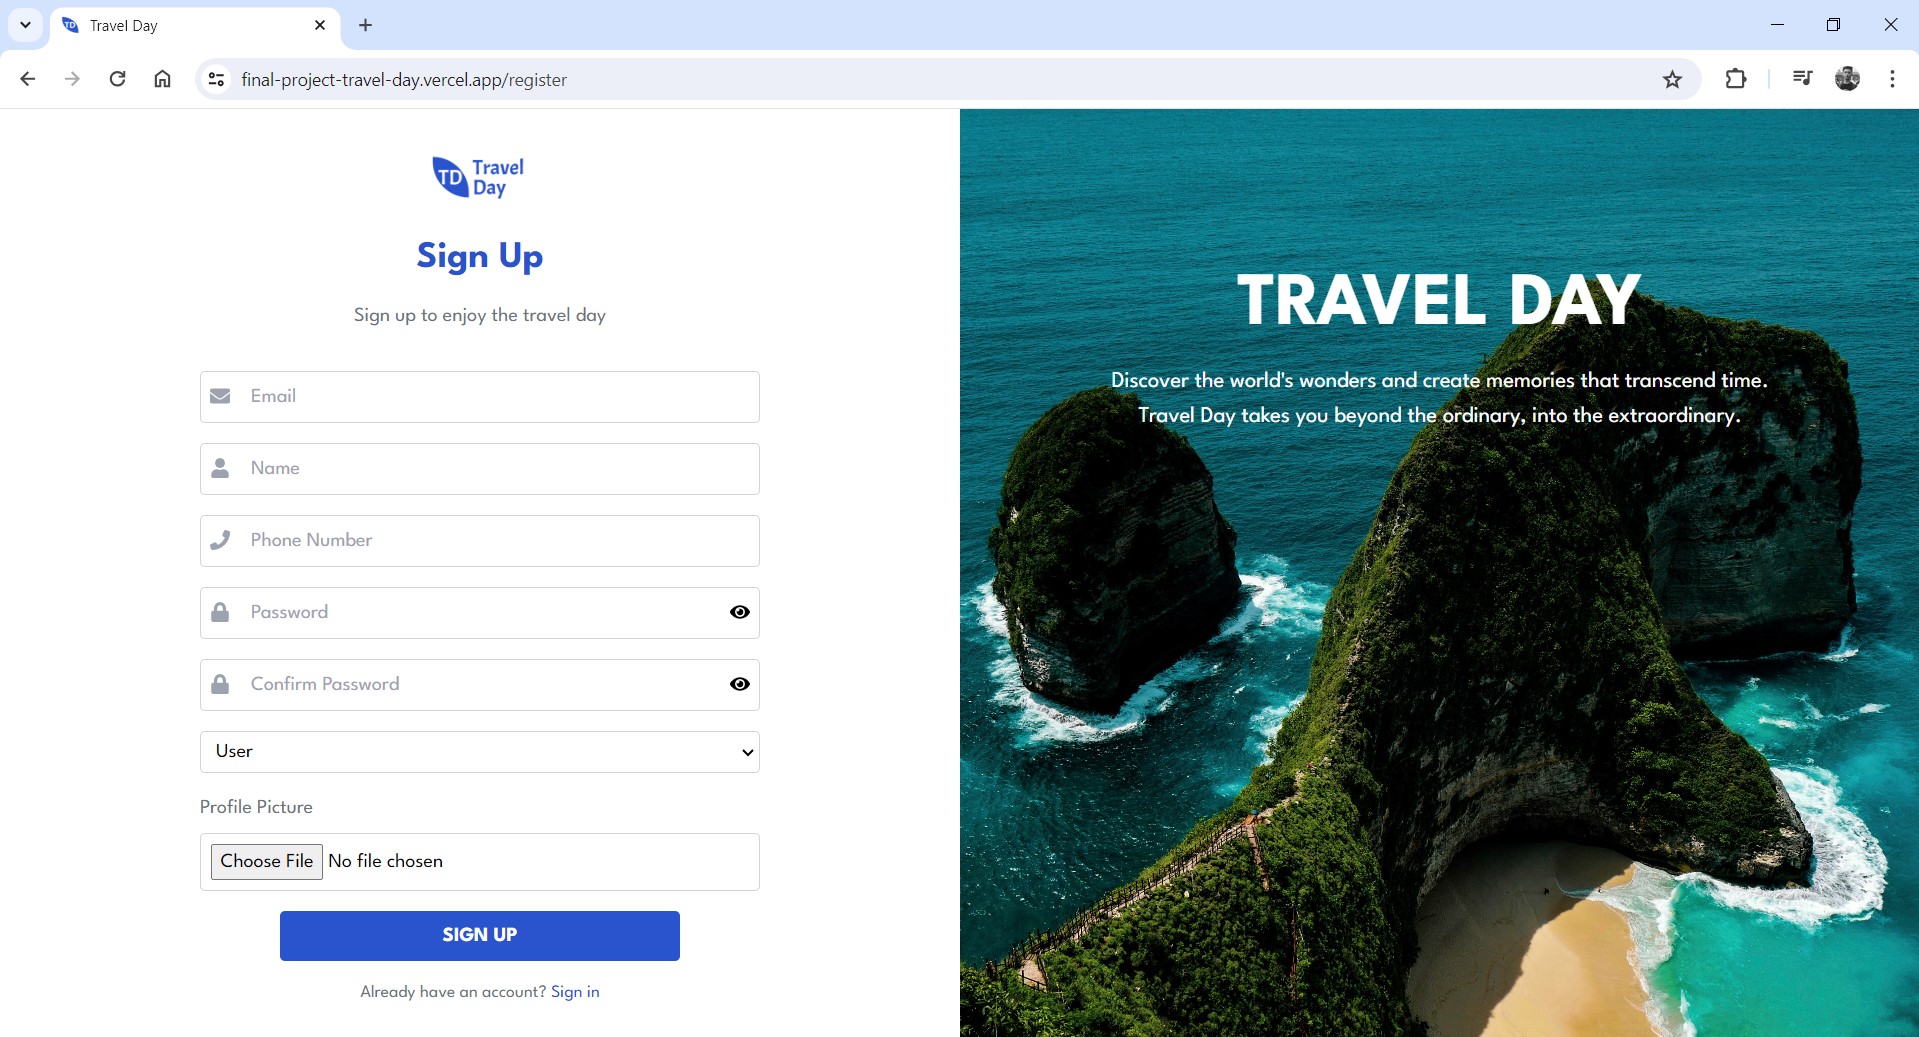 TD Travel Day
final-project-travel-day.vercel.app/register
TD Travel
Day
Sign Up
Sign up to enjoy the travel day
Email
Name
Phone Number
Password
Confirm Password
User
Profile Picture
Choose File No file chosen
SIGN UP
Already have an account? Sign in
TRAVEL DAY
Discover the world's wonders and create memories that transcend time.
Travel Day takes you beyond the ordinary, into the extraordinary.